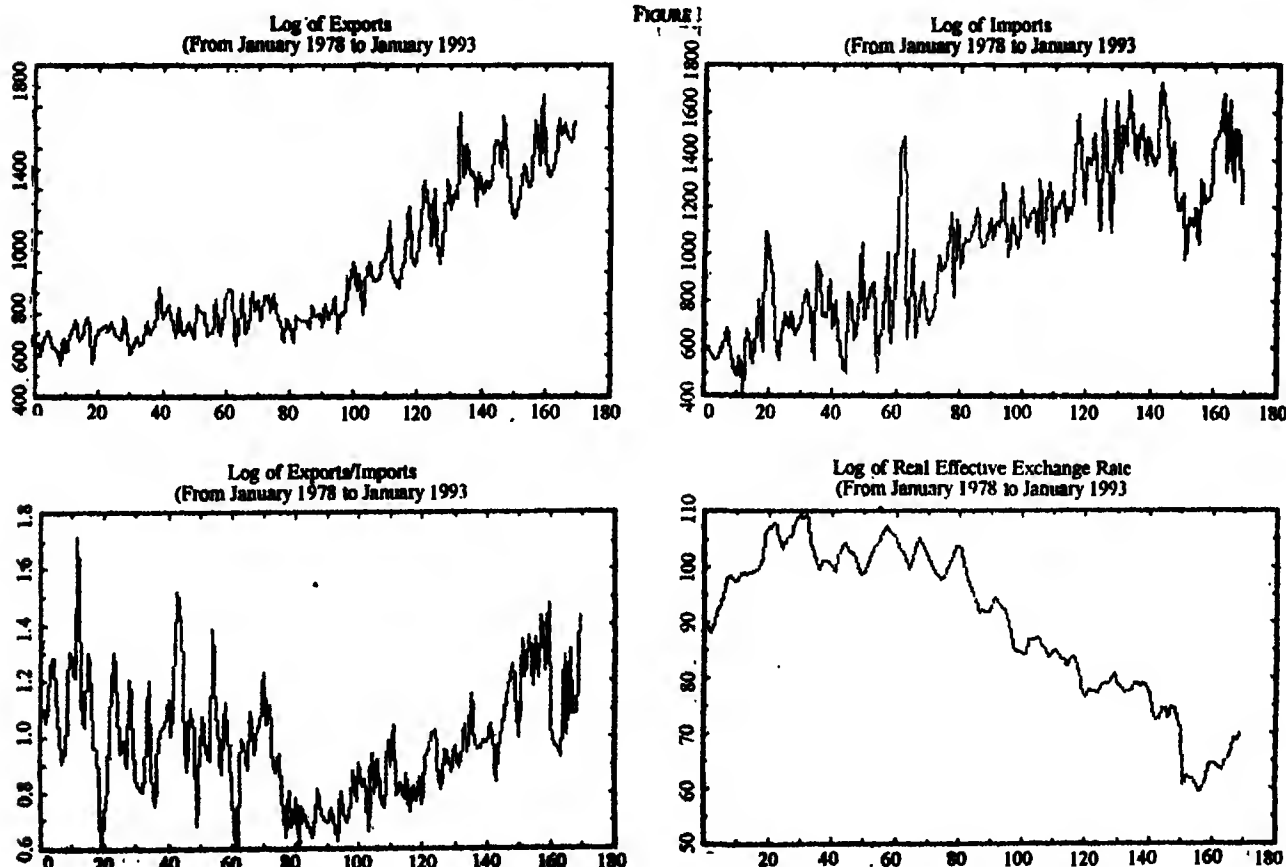 FIGURE 1
Log of Exports
(From January 1978 to January 1993
1800
1400
1000
800
600
400
0 20 40 60 80 100 120 140 160 180
Log of Imports
(From January 1978 to January 1993
1800
1600
1400
1200
1000
800
600
400
0 20 40 60 80 100 120 140 160 180
Log of Exports/Imports
(From January 1978 to January 1993
1.8
1.6
1.4
1.2
1.0
0.8
0.6
0 20 40 60 80 100 120 140 160 180
Log of Real Effective Exchange Rate
(From January 1978 to January 1993
110
100
90
80
70
60
50
20 40 60 80 100 120 140 160 180